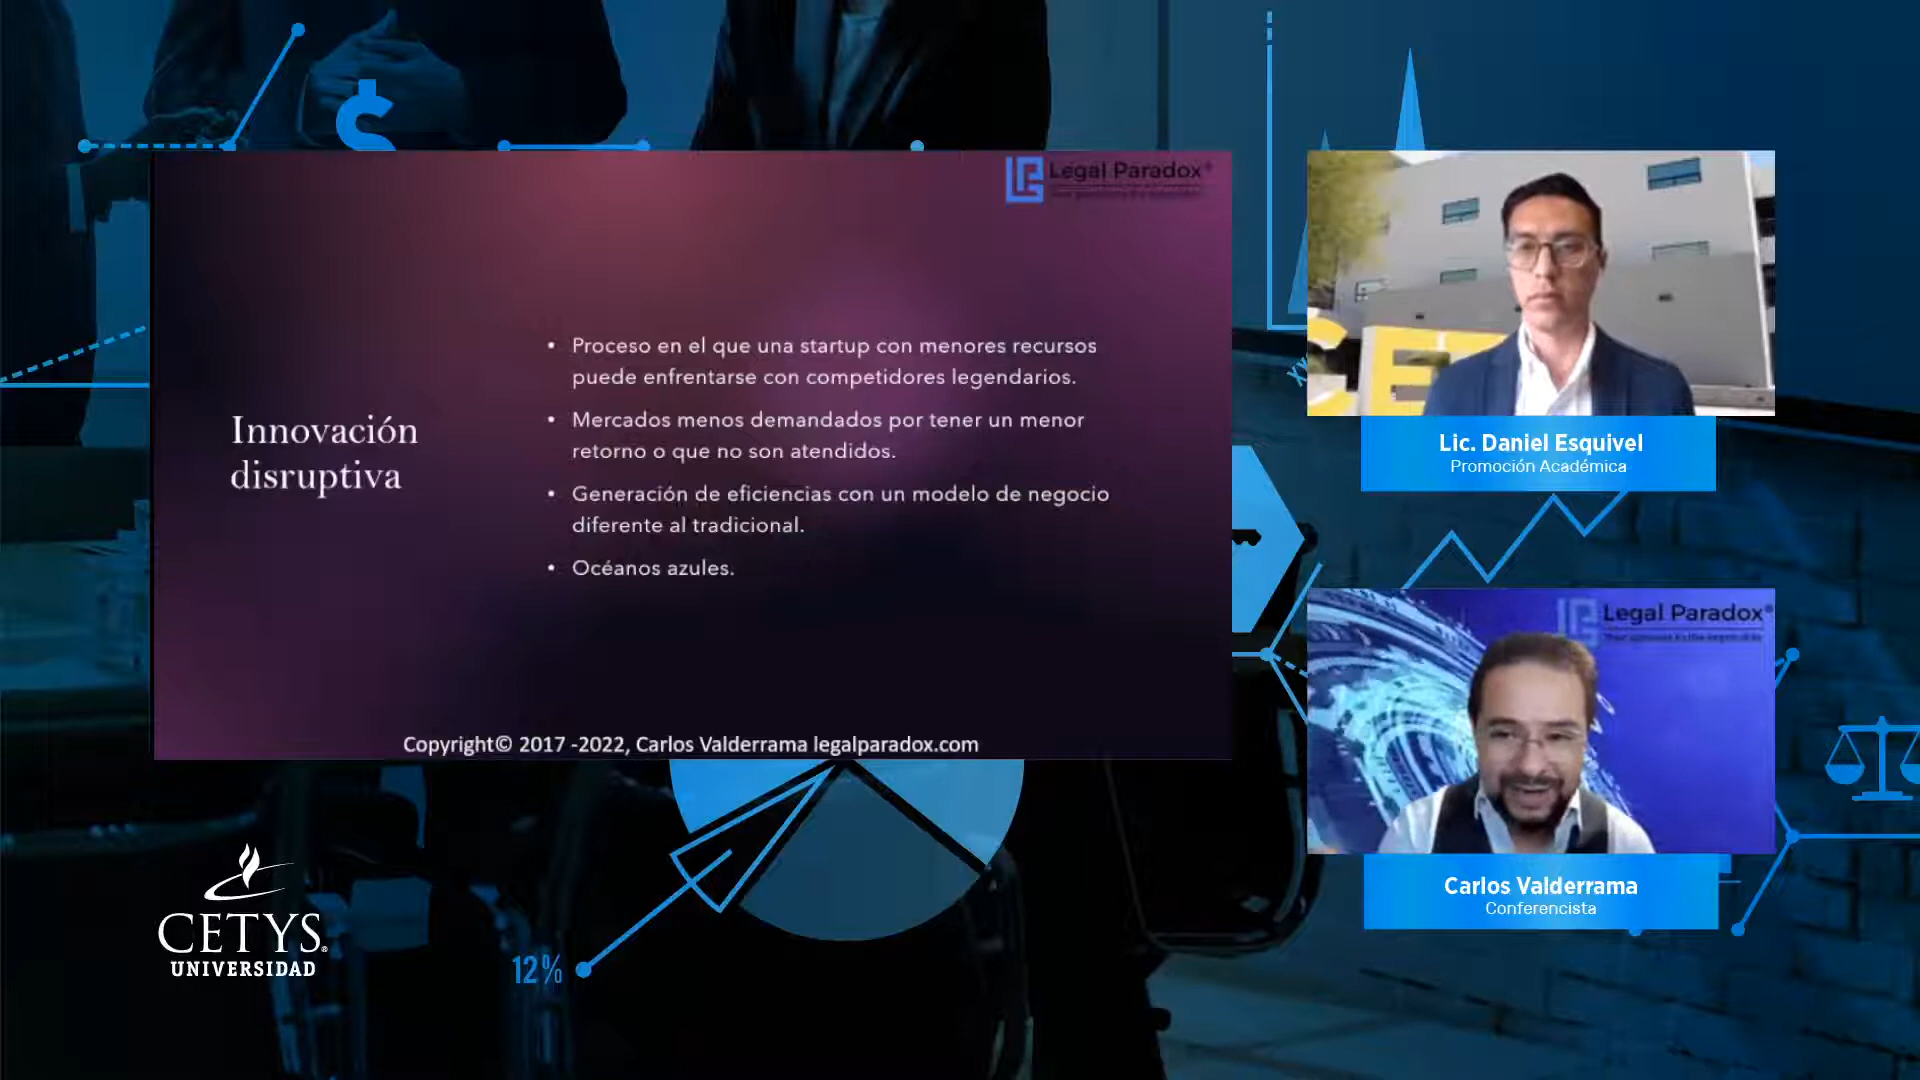 Legal Paradox®
Innovación
disruptiva
• Proceso en el que una startup con menores recursos
puede enfrentarse con competidores legendarios.
• Mercados menos demandados por tener un menor
retorno o que no son atendidos.
• Generación de eficiencias con un modelo de negocio
diferente al tradicional.
• Océanos azules.
Copyright© 2017 -2022, Carlos Valderrama legalparadox.com
Lic. Daniel Esquivel
Promoción Académica
Legal Paradox®
Carlos Valderrama
Conferencista
CETYS®
UNIVERSIDAD
12%
$